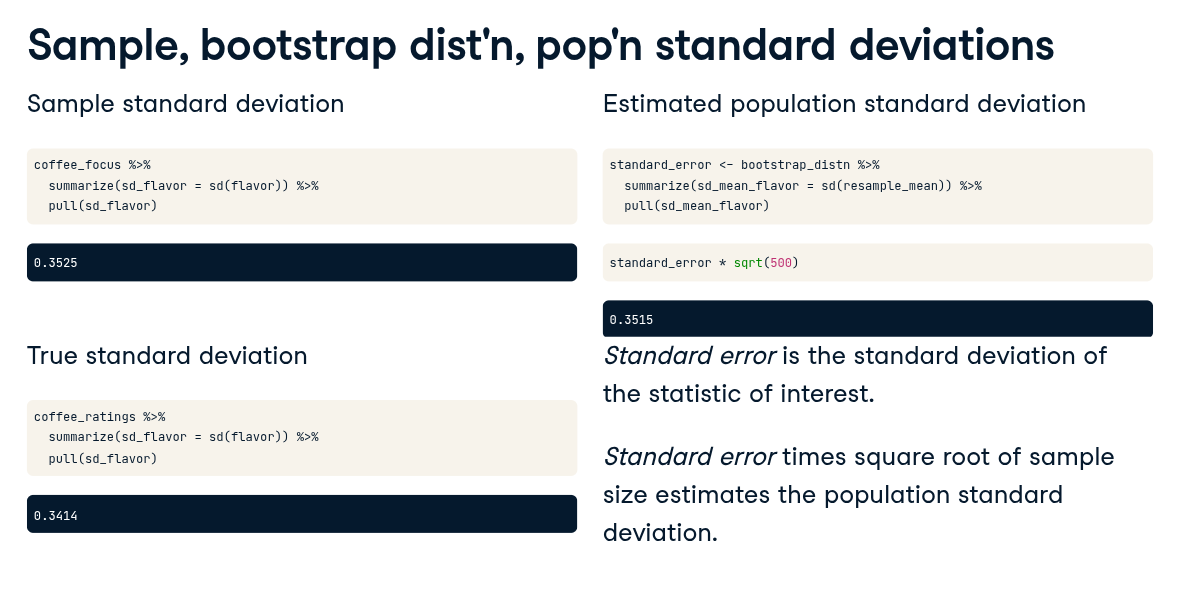 Sample, bootstrap dist'n, pop'n standard deviations
Sample standard deviation
coffee_focus %>%
  summarize(sd_flavor = sd(flavor)) %>%
  pull(sd_flavor)
0.3525
True standard deviation
coffee_ratings %>%
  summarize(sd_flavor = sd(flavor)) %>%
  pull(sd_flavor)
0.3414
Estimated population standard deviation
standard_error <- bootstrap_distn %>%
  summarize(sd_mean_flavor = sd(resample_mean)) %>%
  pull(sd_mean_flavor)
standard_error * sqrt(500)
0.3515
Standard error is the standard deviation of
the statistic of interest.
Standard error times square root of sample
size estimates the population standard
deviation.